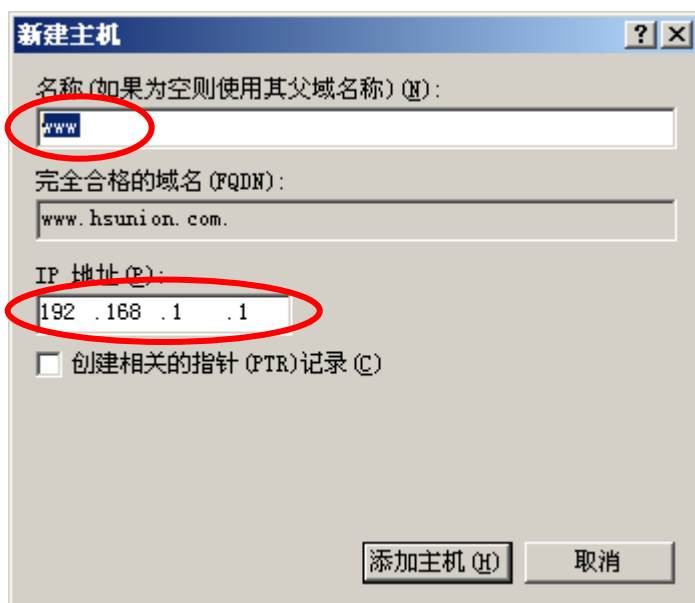 新建主机
名称(如果为空则使用其父域名称)(N):
www
完全合格的域名(FQDN):
www.hsunion.com.
IP 地址(P):
192 .168 .1 .1
创建相关的指针(PTR)记录(C)
添加主机(H) 取消